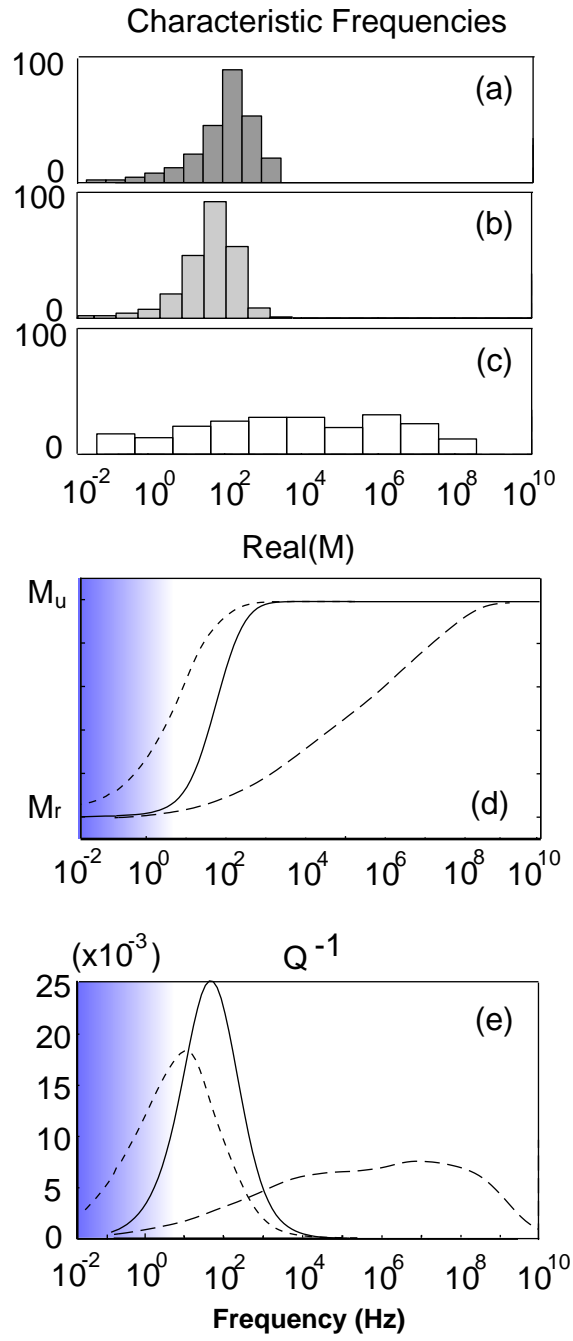 Characteristic Frequencies
100
(a)
0
100
(b)
0
100
(c)
0
10⁻² 10⁰ 10² 10⁴ 10⁶ 10⁸ 10¹⁰
Real(M)
Mᵤ
Mᵣ
(d)
10⁻² 10⁰ 10² 10⁴ 10⁶ 10⁸ 10¹⁰
(x10⁻³) Q⁻¹
25
(e)
20
15
10
5
0
10⁻² 10⁰ 10² 10⁴ 10⁶ 10⁸ 10¹⁰
Frequency (Hz)